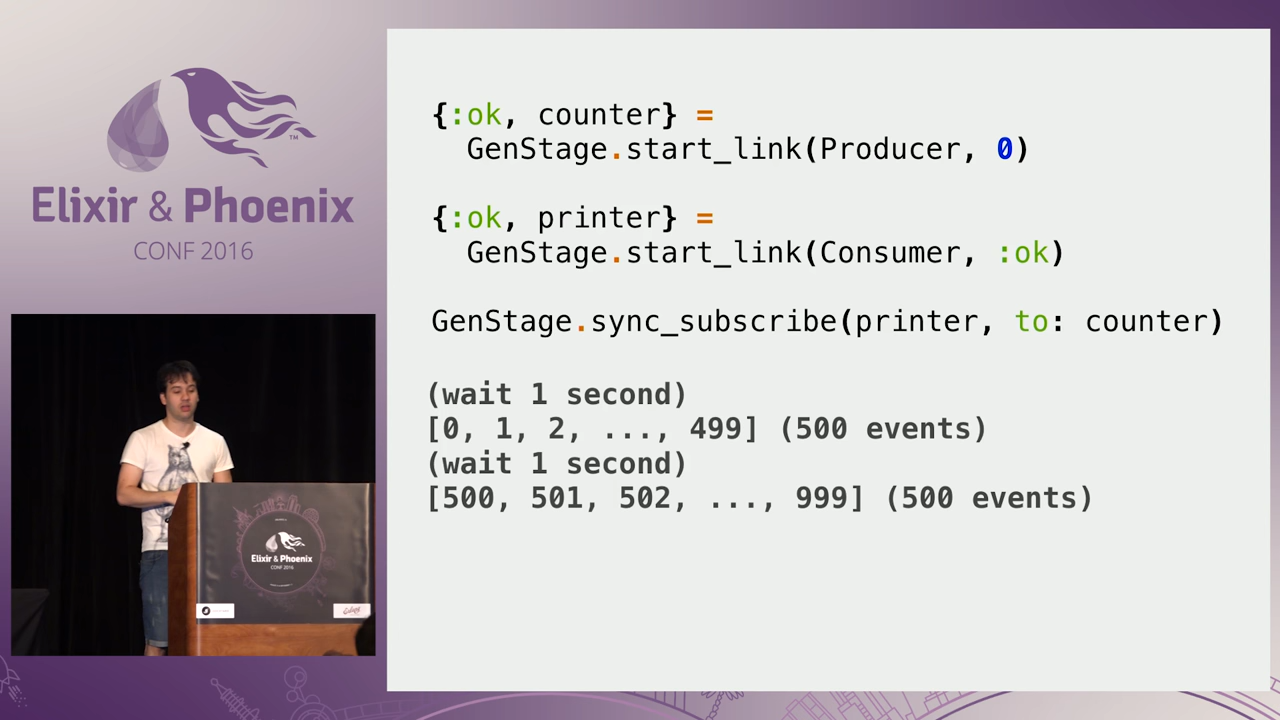 Elixir & Phoenix
TM
CONF 2016
{:ok, counter} =
GenStage.start_link(Producer, 0)
{:ok, printer} =
GenStage.start_link(Consumer, :ok)
GenStage.sync_subscribe(printer, to: counter)
(wait 1 second)
[0, 1, 2, ..., 499] (500 events)
(wait 1 second)
[500, 501, 502, ..., 999] (500 events)
Elixir & Phoenix
CONF 2016